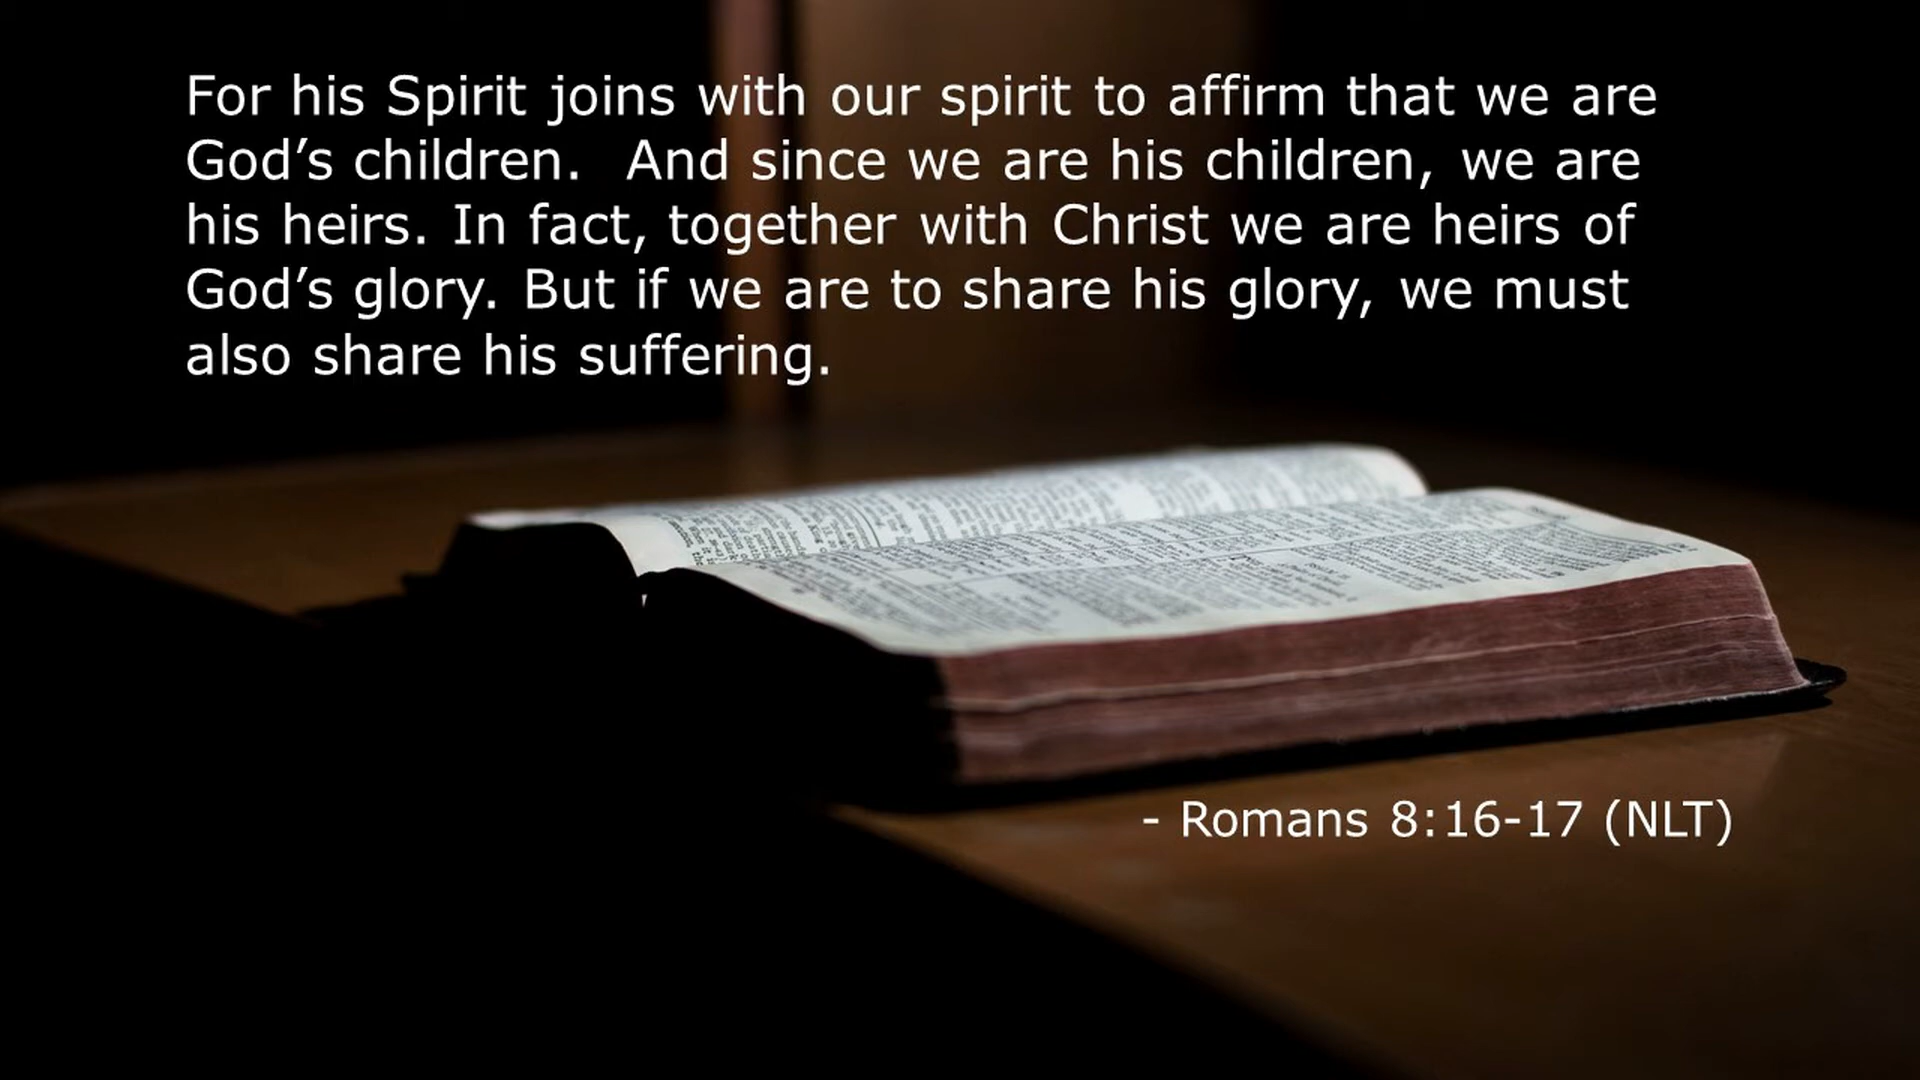 For his Spirit joins with our spirit to affirm that we are
God’s children.  And since we are his children, we are
his heirs. In fact, together with Christ we are heirs of
God’s glory. But if we are to share his glory, we must
also share his suffering.
- Romans 8:16-17 (NLT)